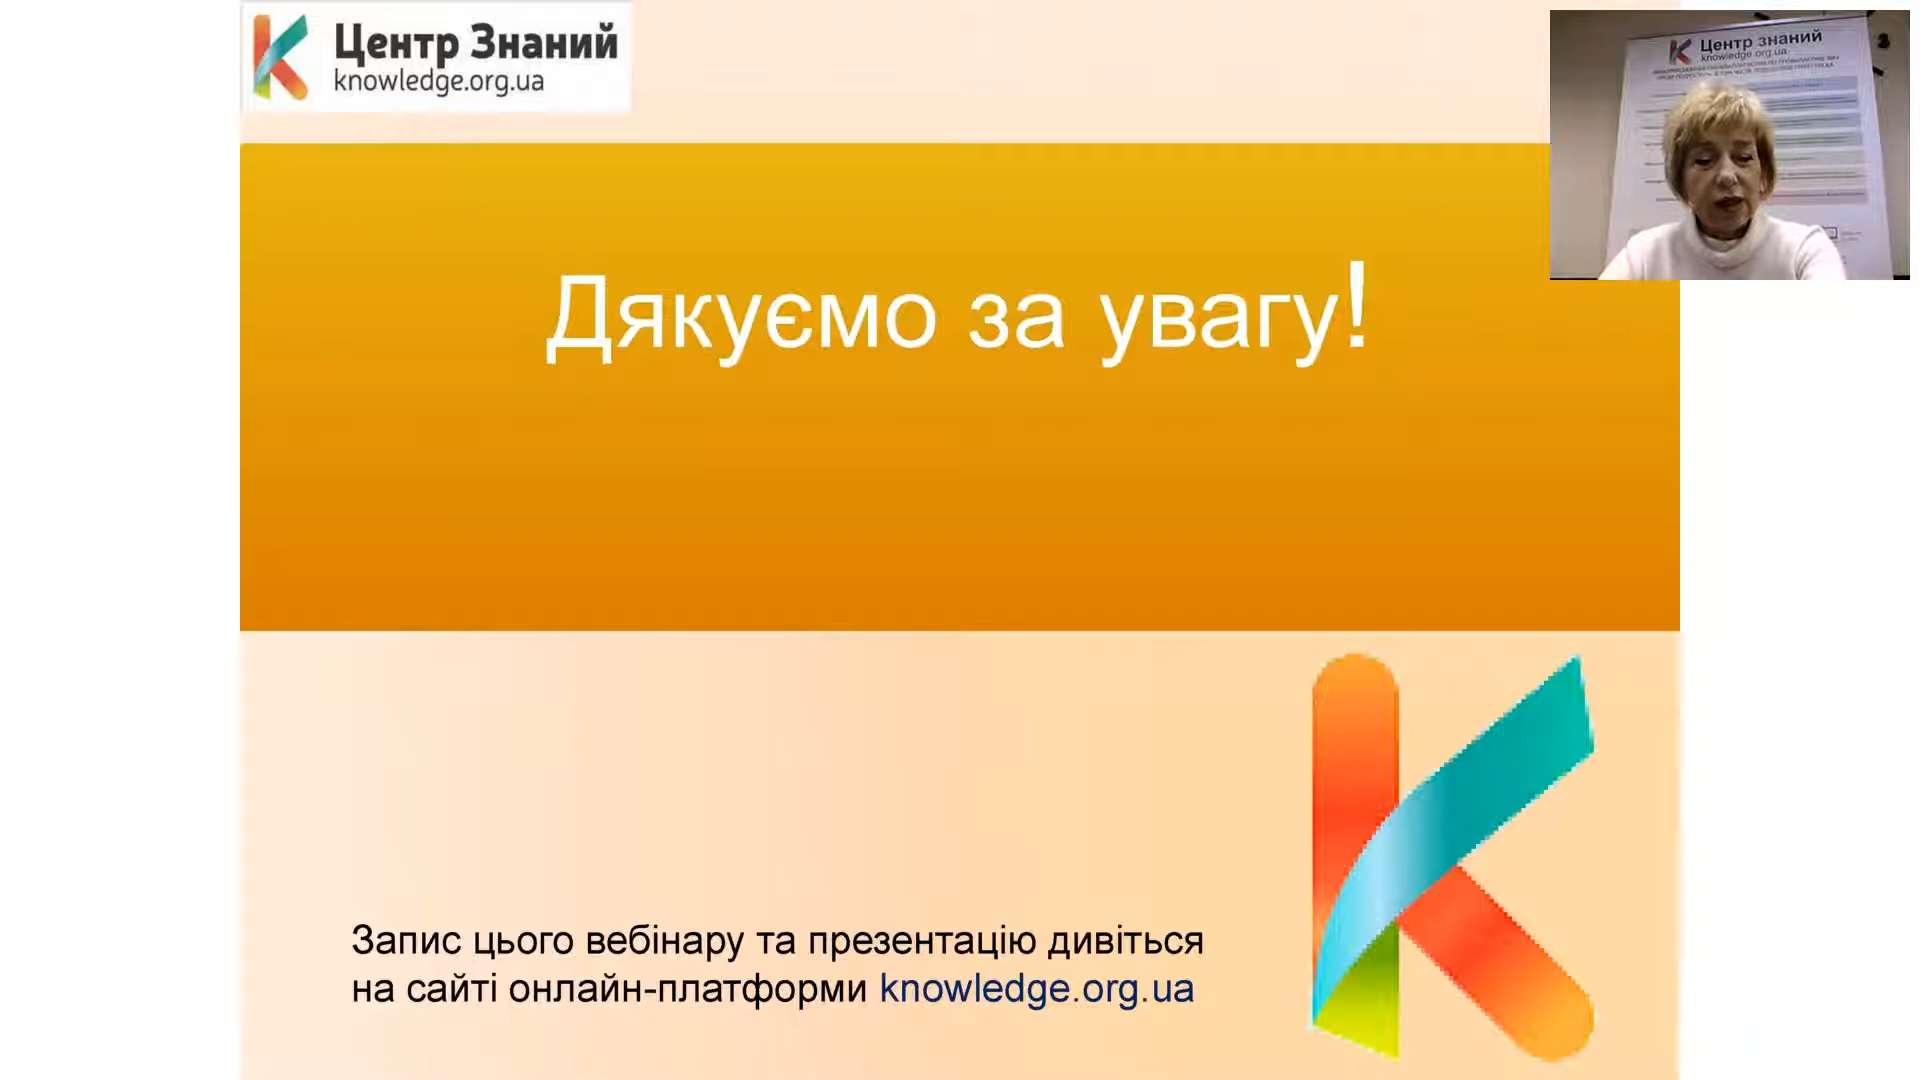 Центр Знаний
knowledge.org.ua
Центр знаний
knowledge.org.ua
Дякуємо за увагу!
Запис цього вебінару та презентацію дивіться
на сайті онлайн-платформи knowledge.org.ua